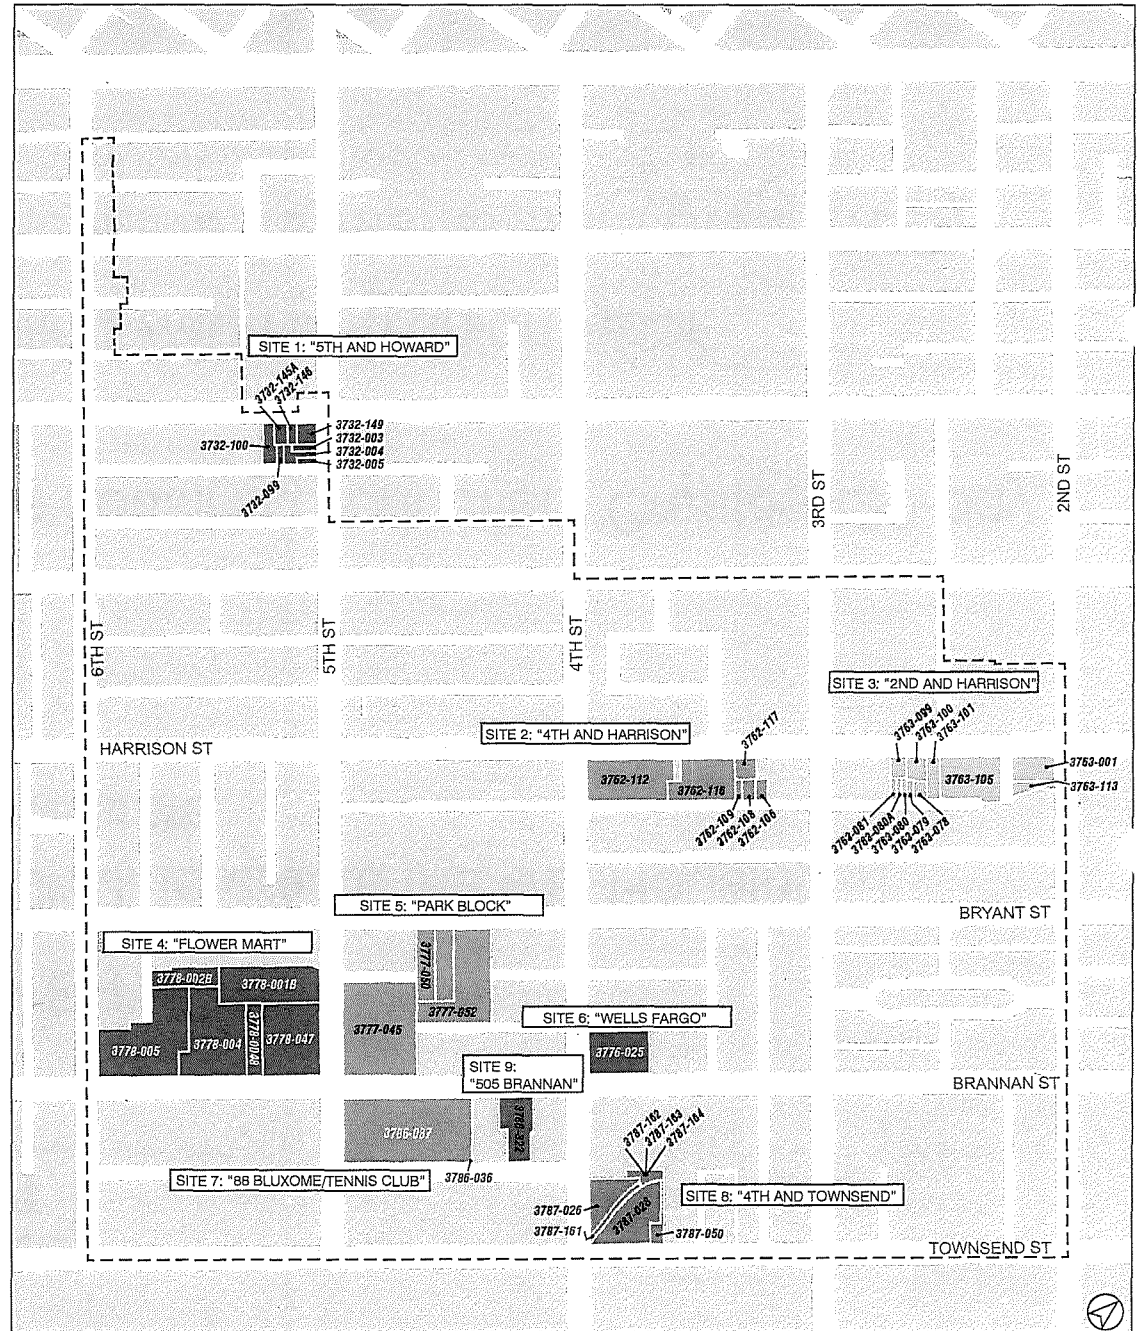 SITE 1: "5TH AND HOWARD"
3732-145A
3732-146
3732-149
3732-003
3732-100
3732-004
3732-005
3732-099
3RD ST
2ND ST
6TH ST
5TH ST
4TH ST
SITE 3: "2ND AND HARRISON"
3763-099
3763-100
3763-101
SITE 2: "4TH AND HARRISON"
3762-117
HARRISON ST
3762-112
3762-116
3763-105
3763-001
3763-113
3762-109
3762-108
3762-106
3763-081
3763-080A
3763-080
3763-079
3763-078
SITE 5: "PARK BLOCK"
BRYANT ST
SITE 4: "FLOWER MART"
3778-002B
3778-001B
3777-050
3777-052
3777-045
SITE 6: "WELLS FARGO"
3778-005
3778-004
3778-047
3776-025
SITE 9:
"505 BRANNAN"
BRANNAN ST
3786-037
3787-162
3787-163
3787-164
SITE 7: "88 BLUXOME/TENNIS CLUB"
3786-036
SITE 8: "4TH AND TOWNSEND"
3787-026
3787-028
3787-161
3787-050
TOWNSEND ST